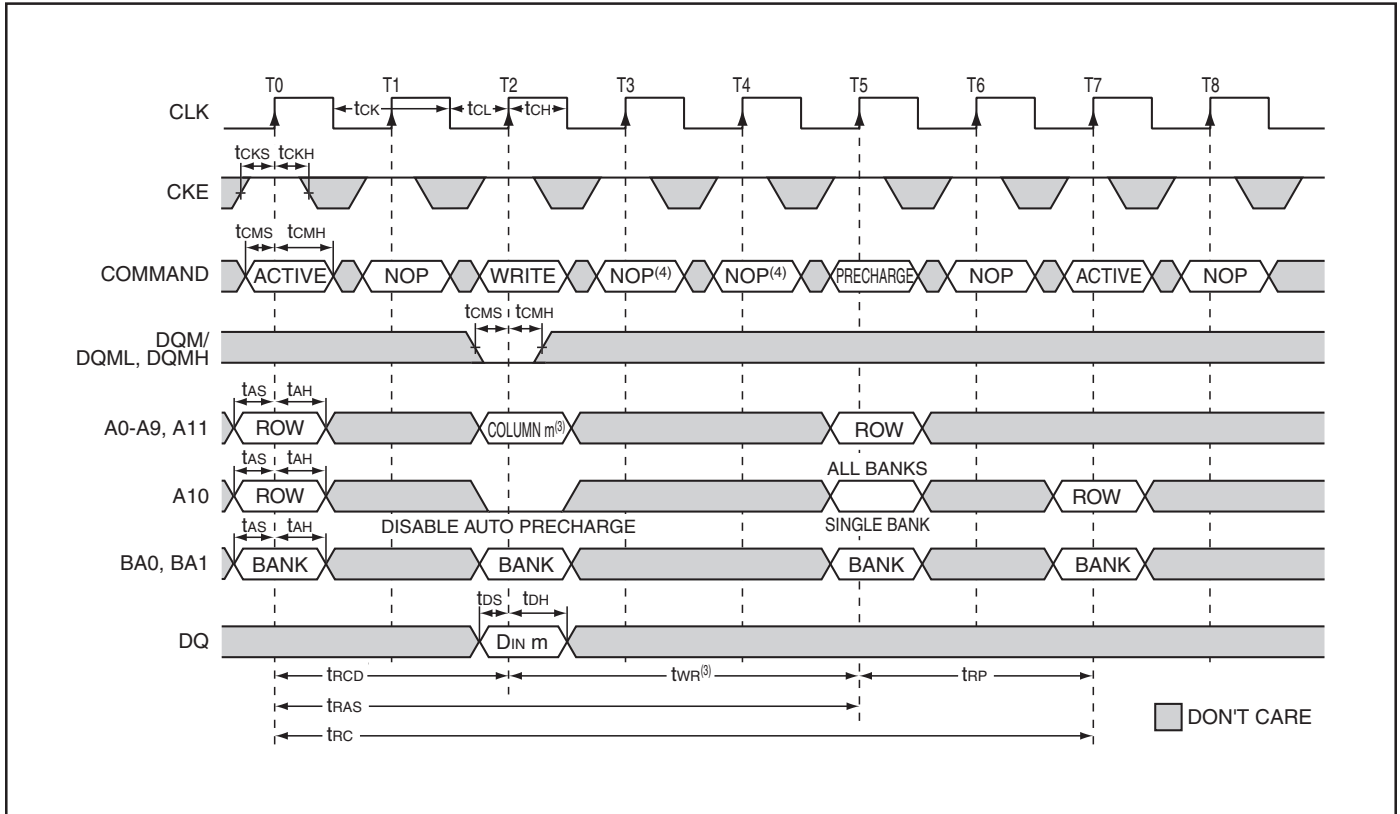 T0 T1 T2 T3 T4 T5 T6 T7 T8
CLK tCK tCL tCH
tCKS tCKH
CKE
tCMS tCMH
COMMAND ACTIVE NOP WRITE NOP(4) NOP(4) PRECHARGE NOP ACTIVE NOP
tCMS tCMH
DQM/
DQML, DQMH
tAS tAH
A0-A9, A11 ROW COLUMN m(3) ROW
tAS tAH ALL BANKS
A10 ROW ROW
DISABLE AUTO PRECHARGE SINGLE BANK
tAS tAH
BA0, BA1 BANK BANK BANK BANK
tDS tDH
DQ DIN m
tRCD tWR(3) tRP
tRAS
DON'T CARE
tRC